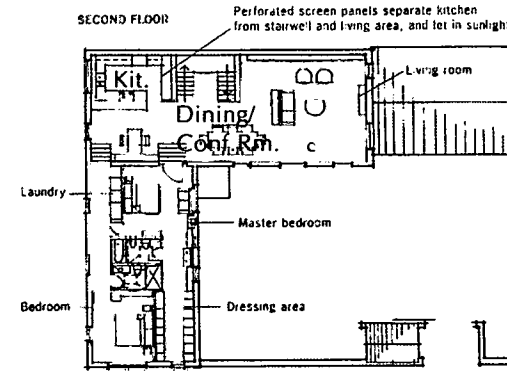 SECOND FLOOR
Perforated screen panels separate kitchen
from stairwell and living area, and let in sunlight
Kit.
Living room
Dining/
Conf.Rm.
c
Laundry
Master bedroom
Bedroom
Dressing area